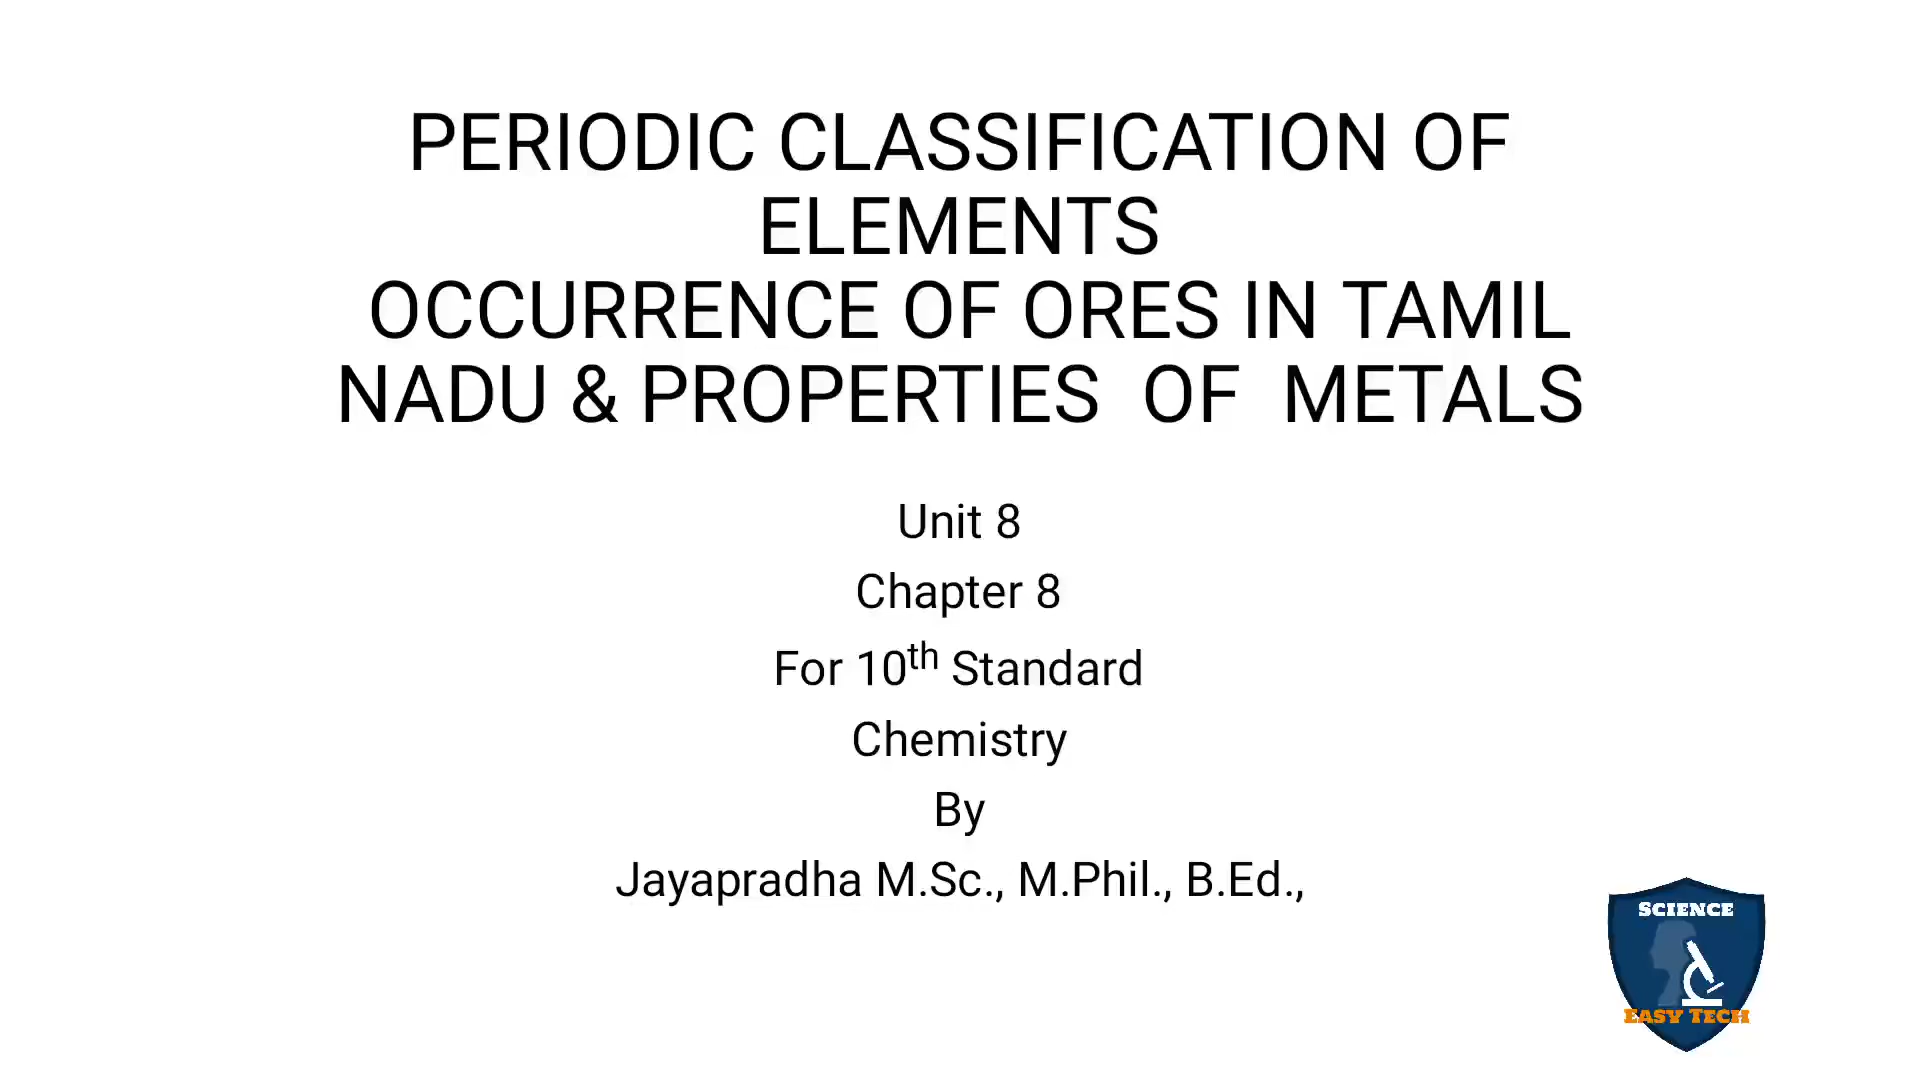 PERIODIC CLASSIFICATION OF
ELEMENTS
OCCURRENCE OF ORES IN TAMIL
NADU & PROPERTIES OF METALS
Unit 8
Chapter 8
For 10th Standard
Chemistry
By
Jayapradha M.Sc., M.Phil., B.Ed.,
SCIENCE
EASY TECH